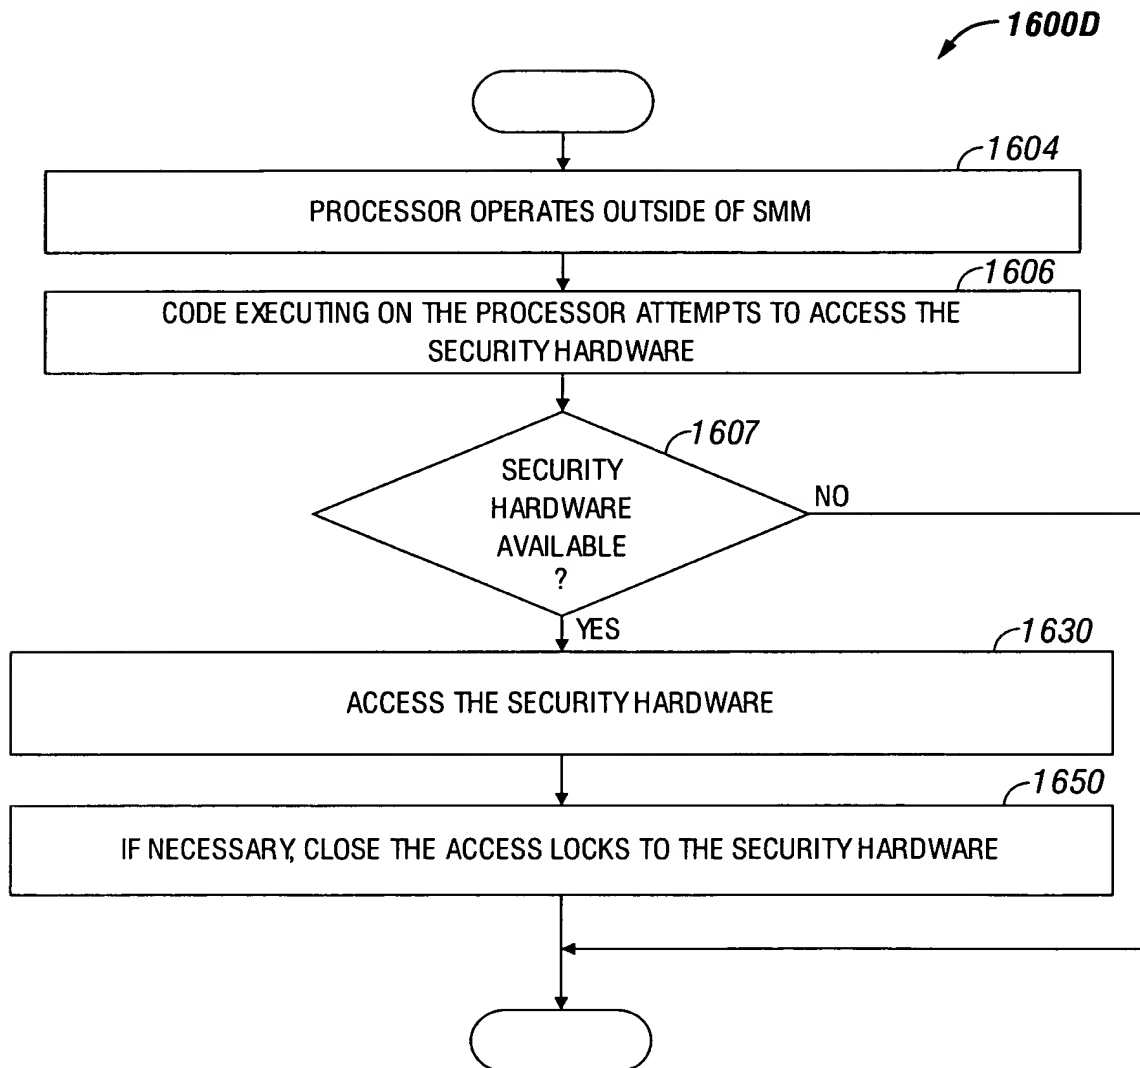 1600D
1604
PROCESSOR OPERATES OUTSIDE OF SMM
1606
CODE EXECUTING ON THE PROCESSOR ATTEMPTS TO ACCESS THE
SECURITY HARDWARE
1607
SECURITY
HARDWARE
AVAILABLE
?
NO
YES
1630
ACCESS THE SECURITY HARDWARE
1650
IF NECESSARY, CLOSE THE ACCESS LOCKS TO THE SECURITY HARDWARE